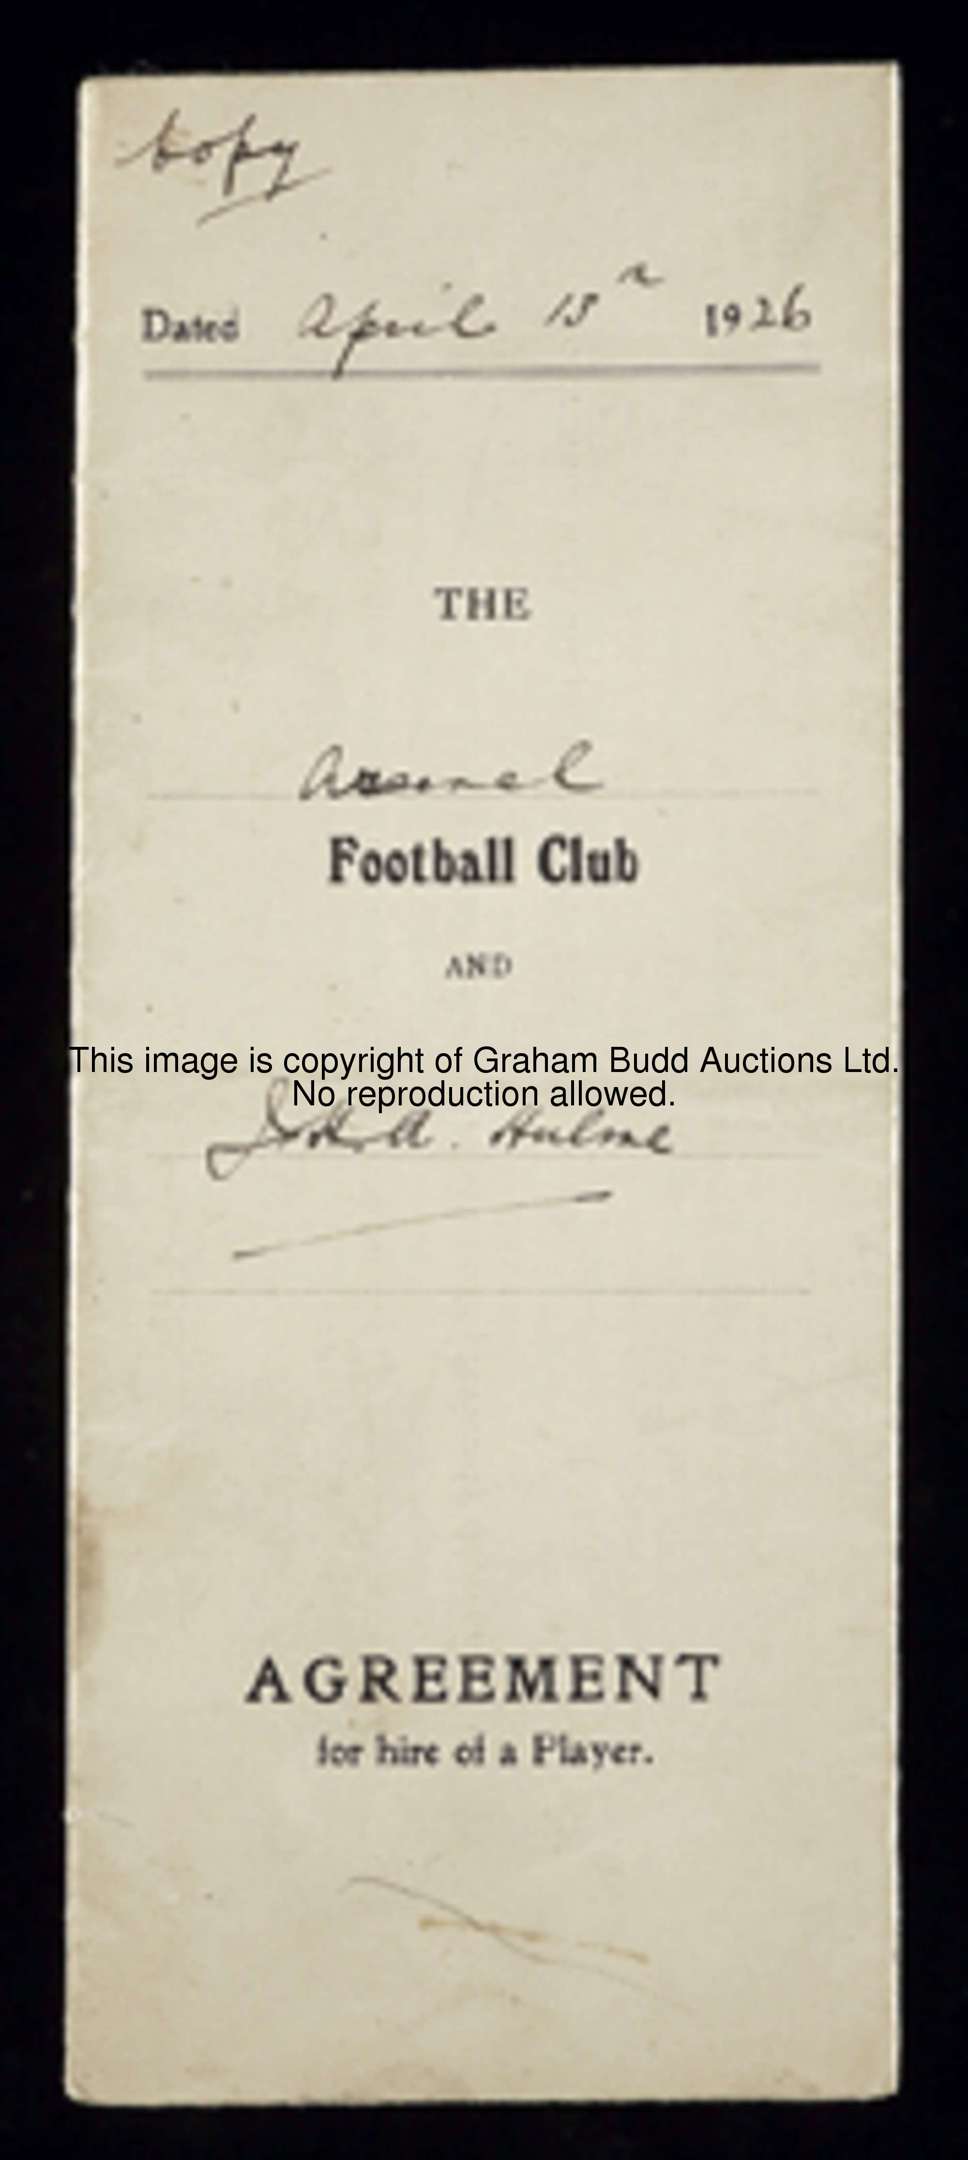 Copy
Dated April 13th 1926
THE
Arsenal
Football Club
AND
This image is copyright of Graham Budd Auctions Ltd.
No reproduction allowed.
J.H.A. Hulme
AGREEMENT
for hire of a Player.